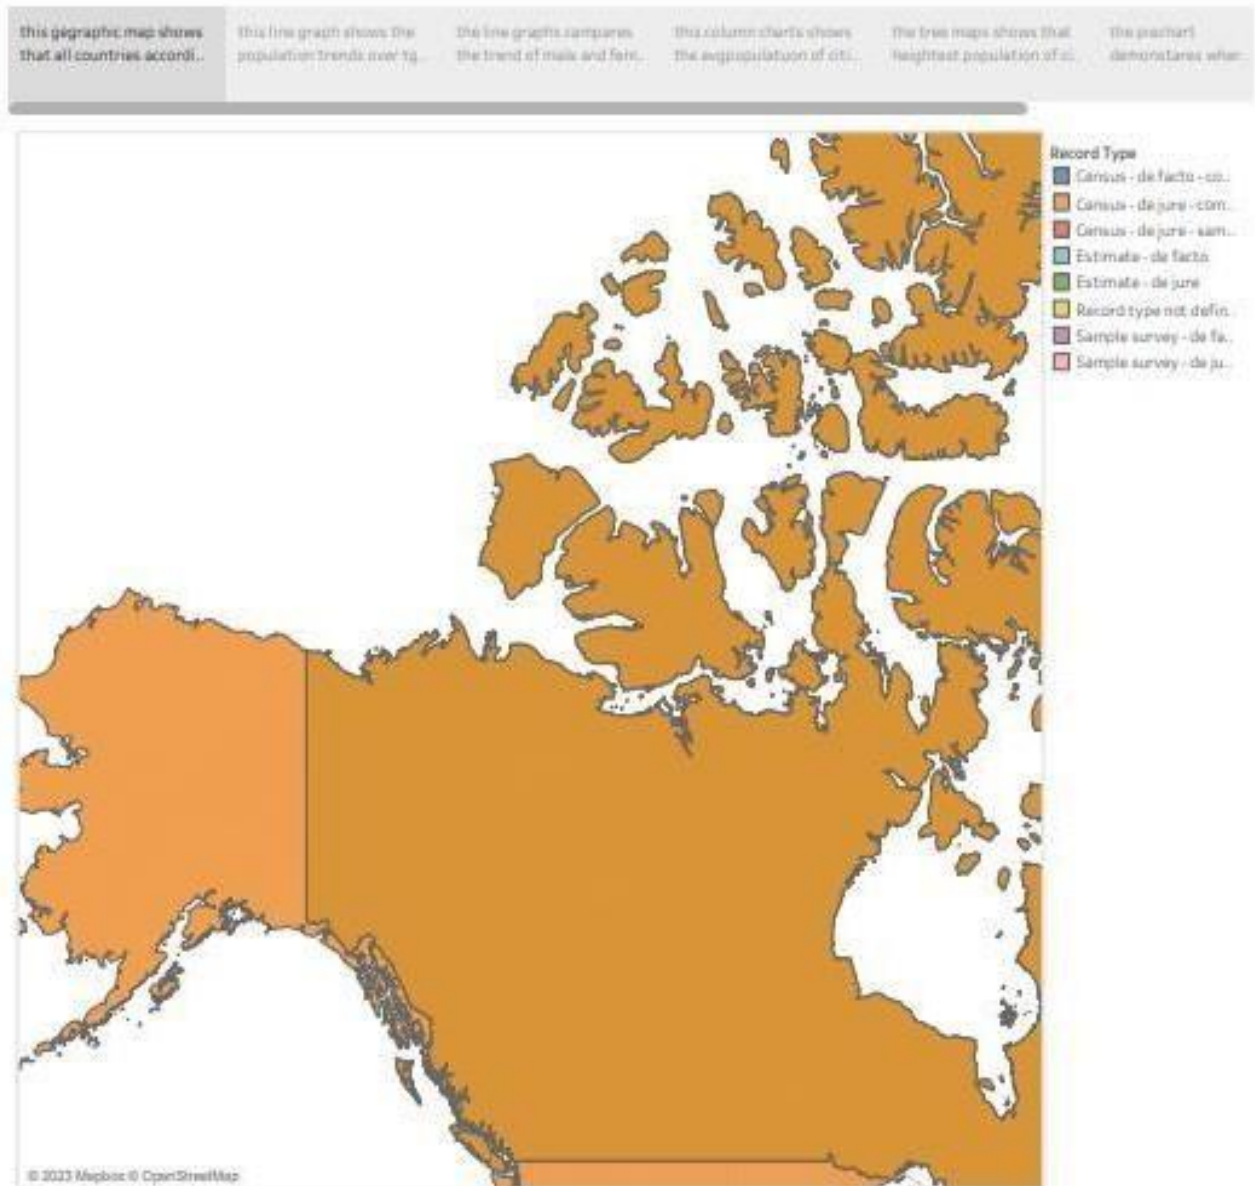 this gegraphic map shows
that all countries accordi..
this line graph shows the
population trends over tg..
the line graphs campares
the trend of male and fem..
this column charts shows
the avgpopulatuon of citi..
the tree maps shows that
heightest population of ci..
the piechart
demonstares wher..
Record Type
Census - de facto - co..
Census - de jure - com..
Census - de jure - sam..
Estimate - de facto
Estimate - de jure
Record type not defin..
Sample survey - de fa..
Sample survey - de ju..
© 2023 Mapbox © OpenStreetMap